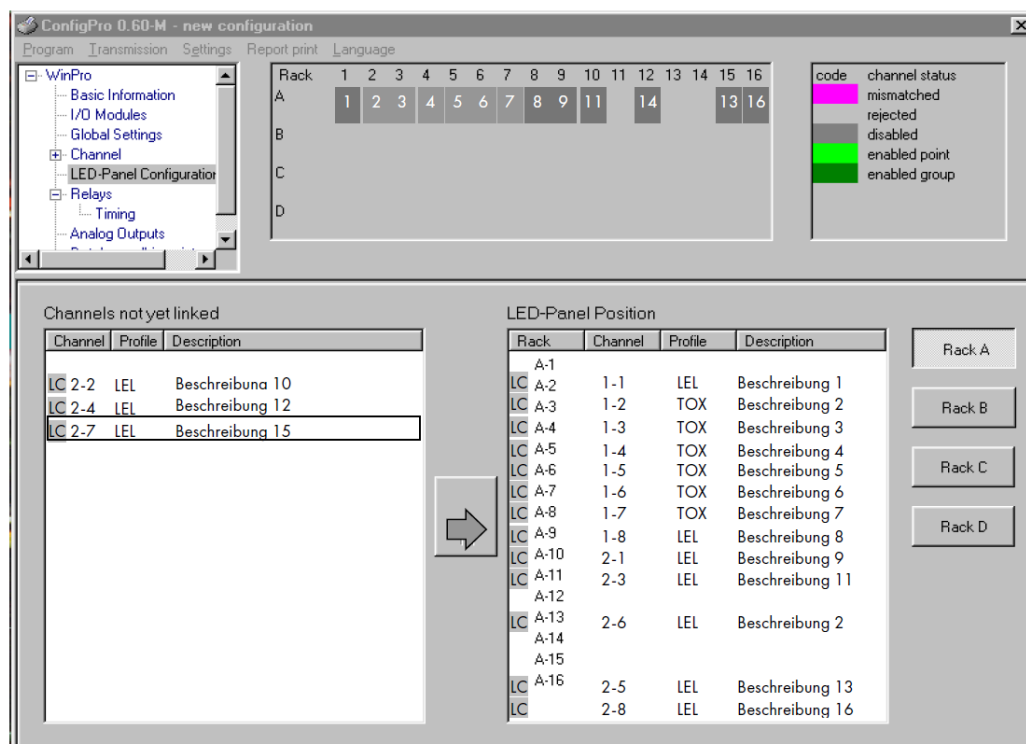 ConfigPro 0.60-M - new configuration
Program Transmission Settings Report print Language
WinPro
Basic Information
I/O Modules
Global Settings
Channel
LED-Panel Configuration
Relays
Timing
Analog Outputs
Rack 1 2 3 4 5 6 7 8 9 10 11 12 13 14 15 16
A 1 2 3 4 5 6 7 8 9 11 14 13 16
B
C
D
code channel status
mismatched
rejected
disabled
enabled point
enabled group
Channels not yet linked
Channel Profile Description
LC 2-2 LEL Beschreibung 10
LC 2-4 LEL Beschreibung 12
LC 2-7 LEL Beschreibung 15
LED-Panel Position
Rack Channel Profile Description
A-1
LC A-2 1-1 LEL Beschreibung 1
LC A-3 1-2 TOX Beschreibung 2
LC A-4 1-3 TOX Beschreibung 3
LC A-5 1-4 TOX Beschreibung 4
LC A-6 1-5 TOX Beschreibung 5
LC A-7 1-6 TOX Beschreibung 6
LC A-8 1-7 TOX Beschreibung 7
LC A-9 1-8 LEL Beschreibung 8
LC A-10 2-1 LEL Beschreibung 9
LC A-11 2-3 LEL Beschreibung 11
A-12
LC A-13 2-6 LEL Beschreibung 2
A-14
A-15
LC A-16 2-5 LEL Beschreibung 13
LC 2-8 LEL Beschreibung 16
Rack A
Rack B
Rack C
Rack D